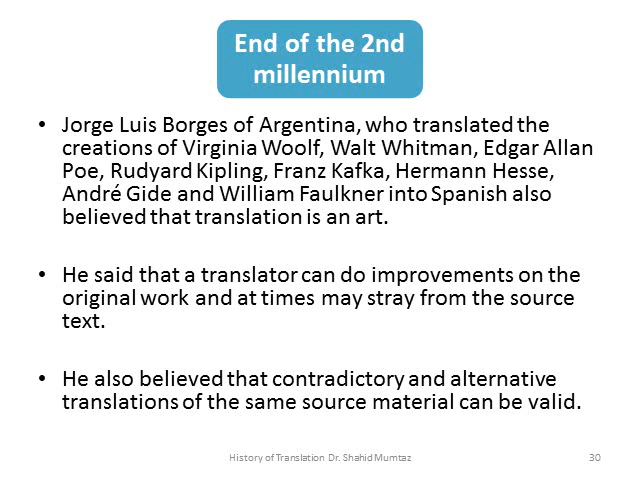 End of the 2nd
millennium
• Jorge Luis Borges of Argentina, who translated the
creations of Virginia Woolf, Walt Whitman, Edgar Allan
Poe, Rudyard Kipling, Franz Kafka, Hermann Hesse,
André Gide and William Faulkner into Spanish also
believed that translation is an art.
• He said that a translator can do improvements on the
original work and at times may stray from the source
text.
• He also believed that contradictory and alternative
translations of the same source material can be valid.
History of Translation Dr. Shahid Mumtaz 30